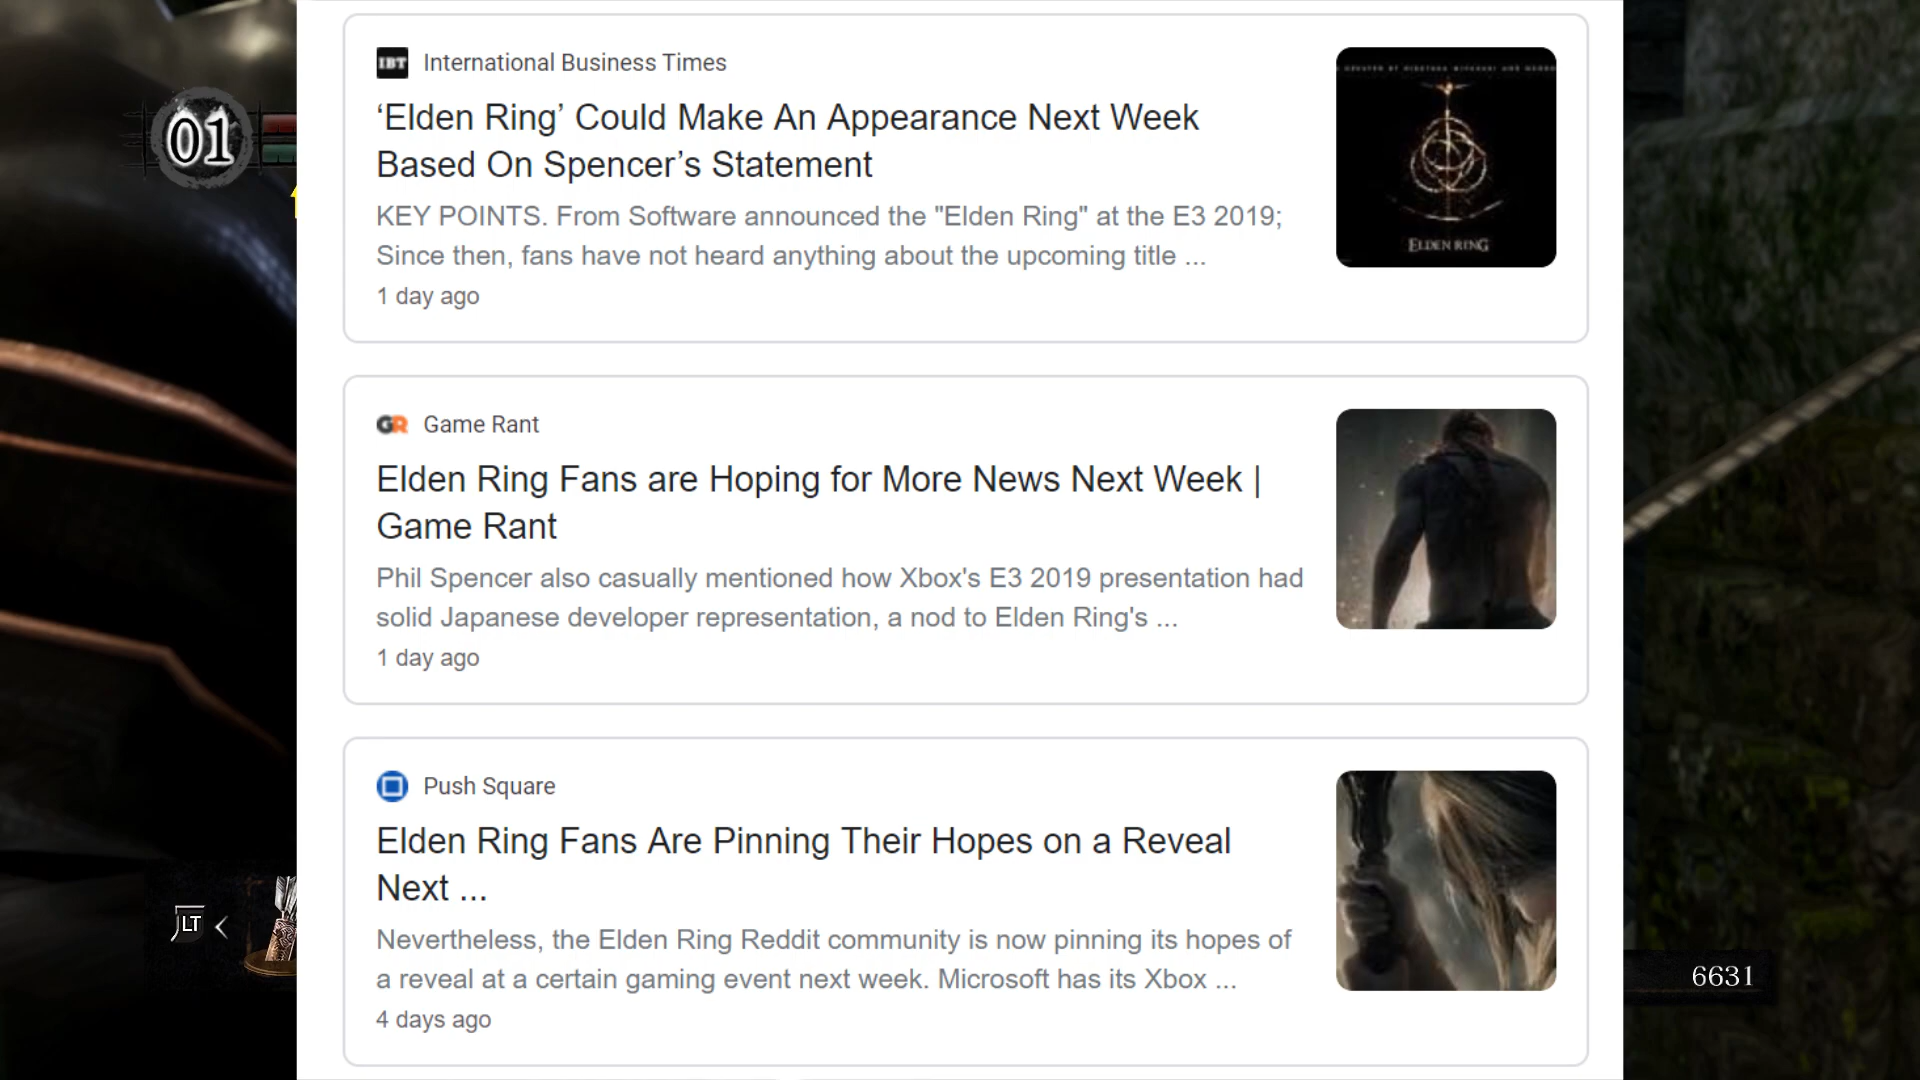 01
IBT International Business Times
‘Elden Ring’ Could Make An Appearance Next Week
Based On Spencer’s Statement
KEY POINTS. From Software announced the "Elden Ring" at the E3 2019;
Since then, fans have not heard anything about the upcoming title ...
1 day ago
ELDEN RING
GR Game Rant
Elden Ring Fans are Hoping for More News Next Week |
Game Rant
Phil Spencer also casually mentioned how Xbox's E3 2019 presentation had
solid Japanese developer representation, a nod to Elden Ring's ...
1 day ago
Push Square
Elden Ring Fans Are Pinning Their Hopes on a Reveal
Next ...
Nevertheless, the Elden Ring Reddit community is now pinning its hopes of
a reveal at a certain gaming event next week. Microsoft has its Xbox ...
4 days ago
LT <
6631